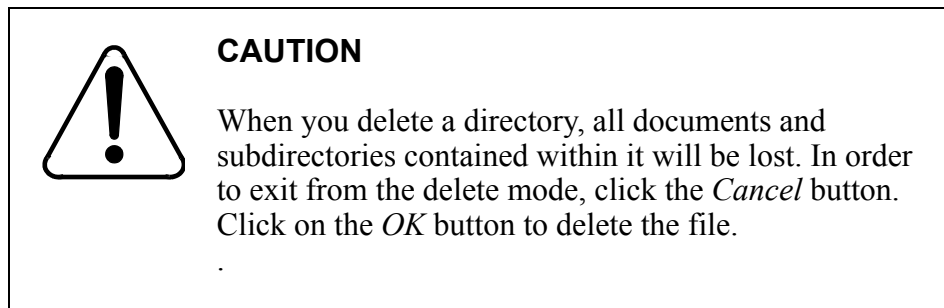 CAUTION
When you delete a directory, all documents and
subdirectories contained within it will be lost. In order
to exit from the delete mode, click the Cancel button.
Click on the OK button to delete the file.
.